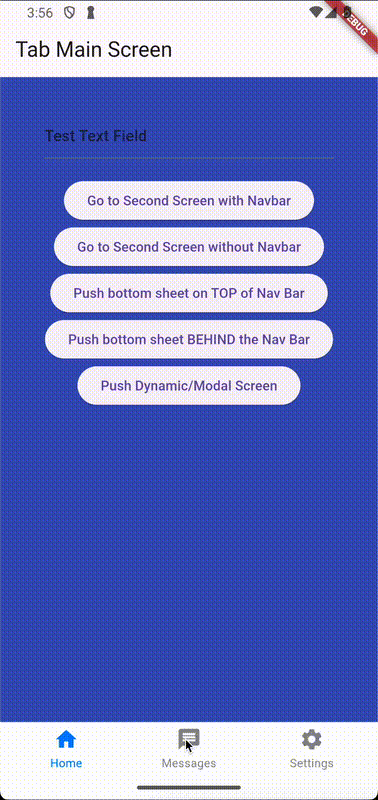 3:56
DEBUG
Tab Main Screen
Test Text Field
Go to Second Screen with Navbar
Go to Second Screen without Navbar
Push bottom sheet on TOP of Nav Bar
Push bottom sheet BEHIND the Nav Bar
Push Dynamic/Modal Screen
Home
Messages
Settings